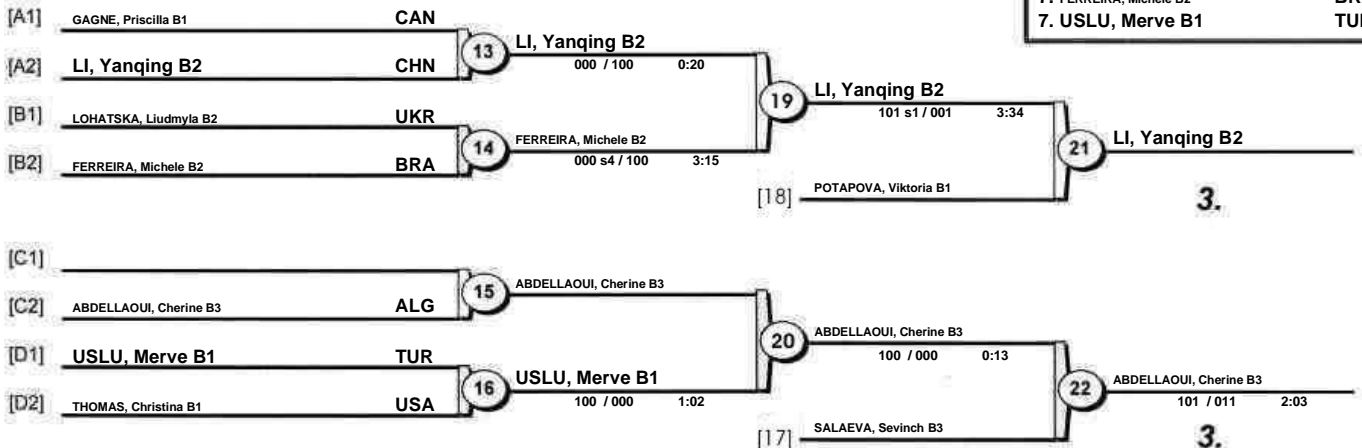 7. FERREIRA, Michele B2 BRA
7. USLU, Merve B1 TUR
[A1] GAGNE, Priscilla B1 CAN
13 LI, Yanqing B2
000 / 100 0:20
[A2] LI, Yanqing B2 CHN
19 LI, Yanqing B2
101 s1 / 001 3:34
[B1] LOHATSKA, Liudmyla B2 UKR
14 FERREIRA, Michele B2
000 s4 / 100 3:15
21 LI, Yanqing B2
[B2] FERREIRA, Michele B2 BRA
[18] POTAPOVA, Viktoria B1
3.
[C1]
15 ABDELLAOUI, Cherine B3
[C2] ABDELLAOUI, Cherine B3 ALG
20 ABDELLAOUI, Cherine B3
100 / 000 0:13
[D1] USLU, Merve B1 TUR
16 USLU, Merve B1
100 / 000 1:02
22 ABDELLAOUI, Cherine B3
101 / 011 2:03
[D2] THOMAS, Christina B1 USA
[17] SALAEVA, Sevinch B3
3.